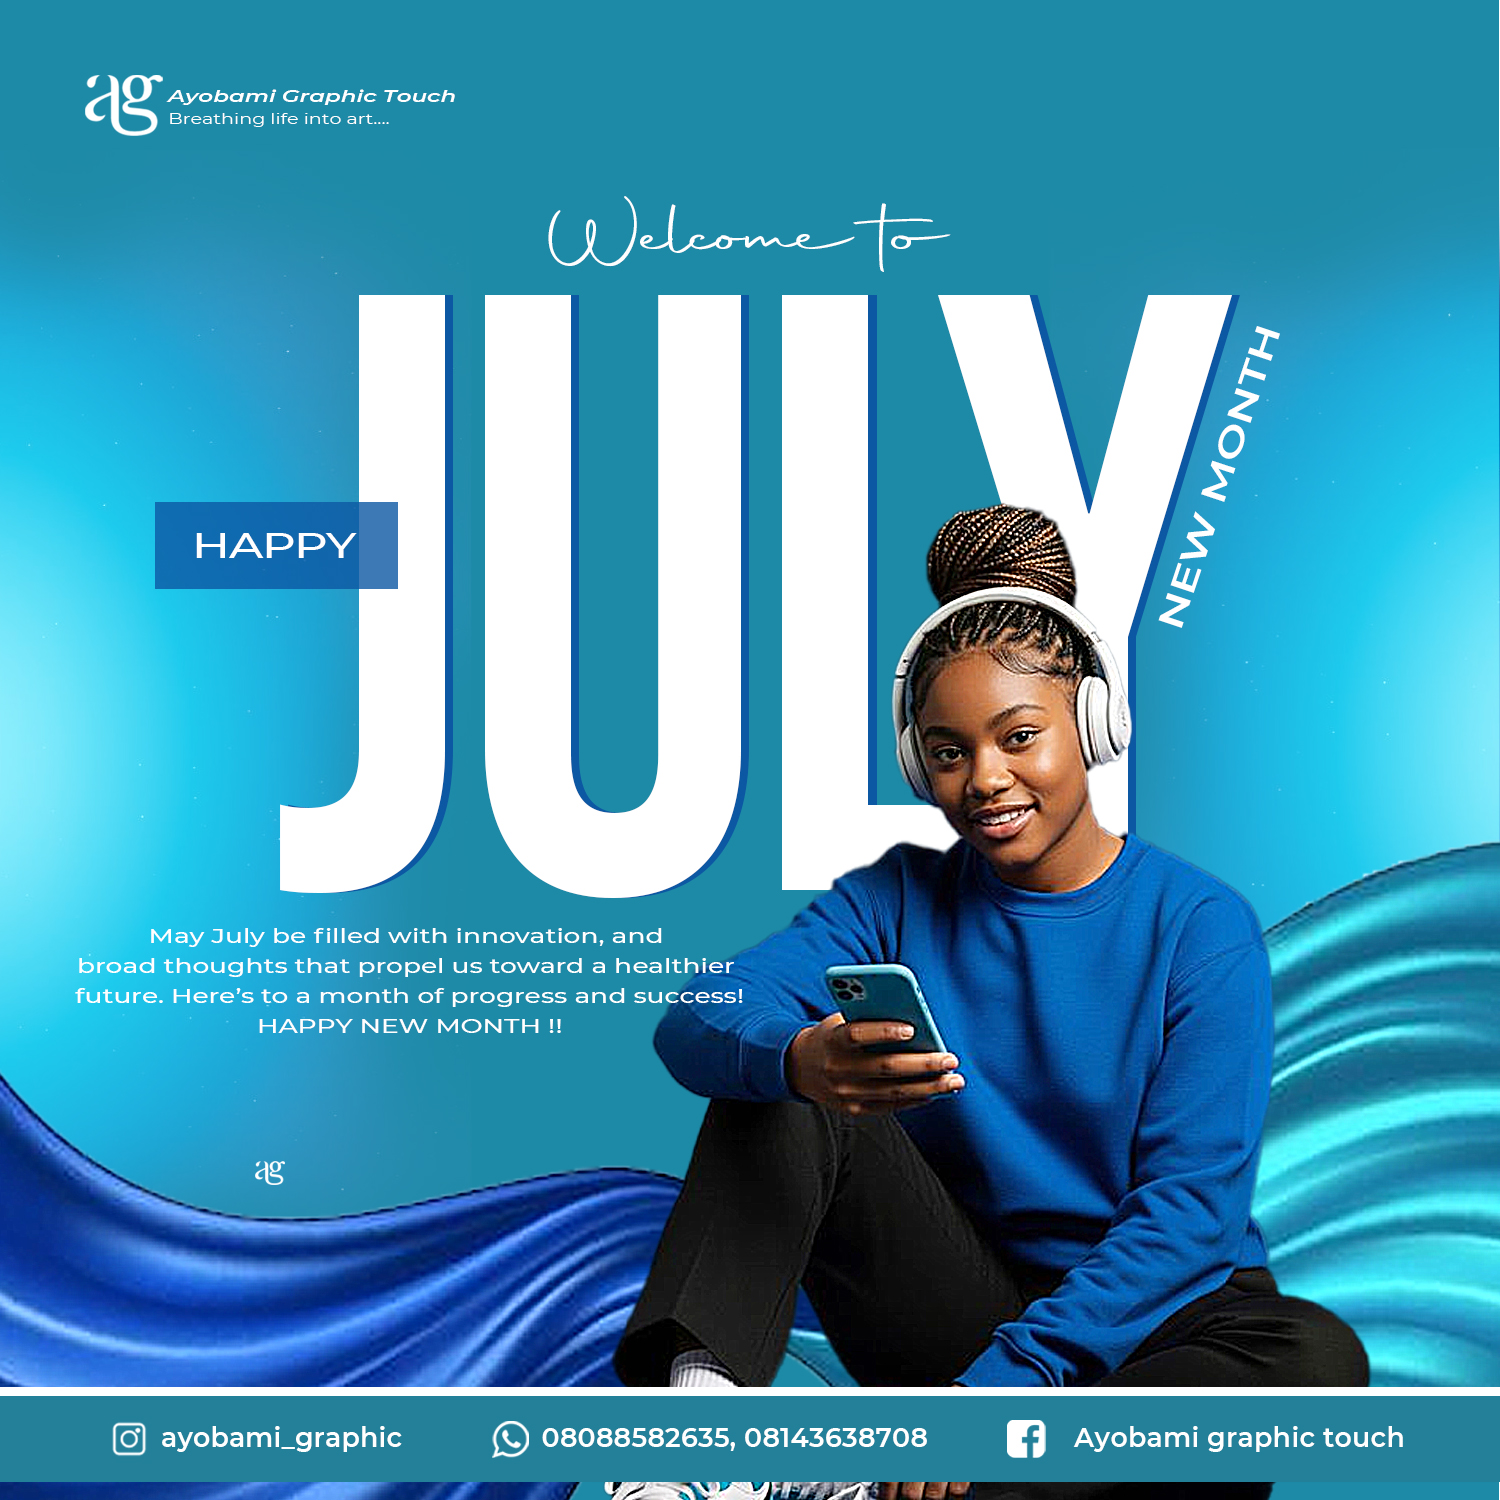 ag
Ayobami Graphic Touch
Breathing life into art....
Welcome to
JULY
HAPPY
NEW MONTH
May July be filled with innovation, and
broad thoughts that propel us toward a healthier
future. Here’s to a month of progress and success!
HAPPY NEW MONTH !!
ag
ayobami_graphic
08088582635, 08143638708
Ayobami graphic touch